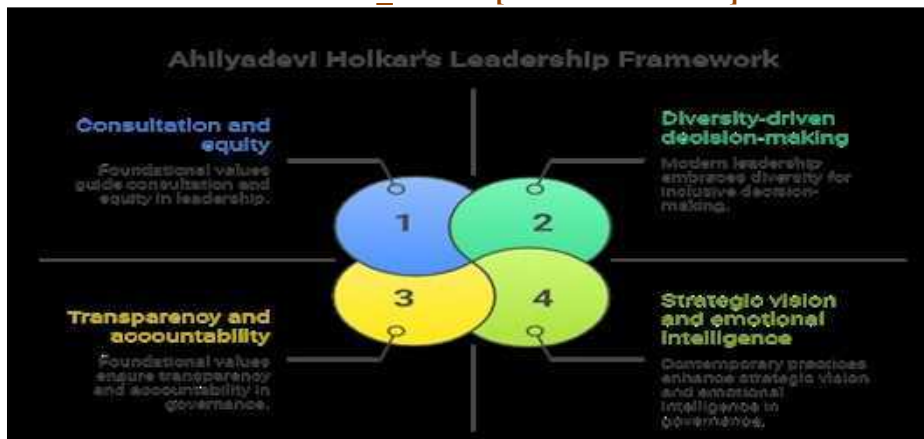 Ahilyadevi Holkar's Leadership Framework
Consultation and
equity
Foundational values
guide consultation and
equity in leadership.
Diversity-driven
decision-making
Modern leadership
embraces diversity for
inclusive decision-
making.
1
2
3
4
Transparency and
accountability
Foundational values
ensure transparency
and accountability in
governance.
Strategic vision
and emotional
intelligence
Contemporary practices
enhance strategic vision
and emotional
intelligence in
governance.